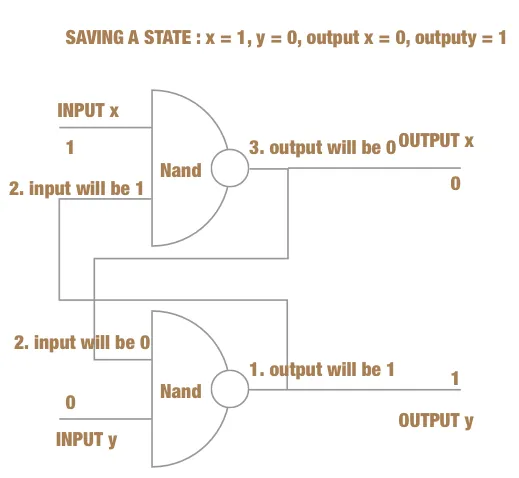 SAVING A STATE : x = 1, y = 0, output x = 0, outputy = 1
INPUT x
1
Nand
3. output will be 0
OUTPUT x
0
2. input will be 1
2. input will be 0
Nand
1. output will be 1
1
0
INPUT y
OUTPUT y